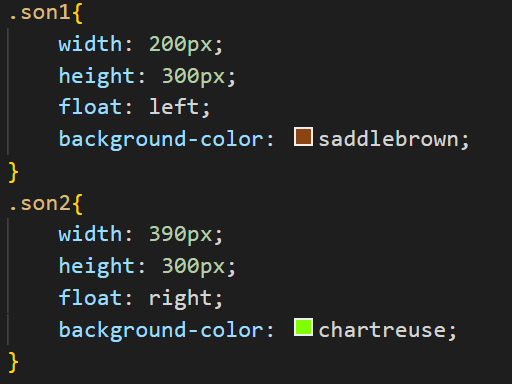 .son1{
    width: 200px;
    height: 300px;
    float: left;
    background-color: saddlebrown;
}
.son2{
    width: 390px;
    height: 300px;
    float: right;
    background-color: chartreuse;
}